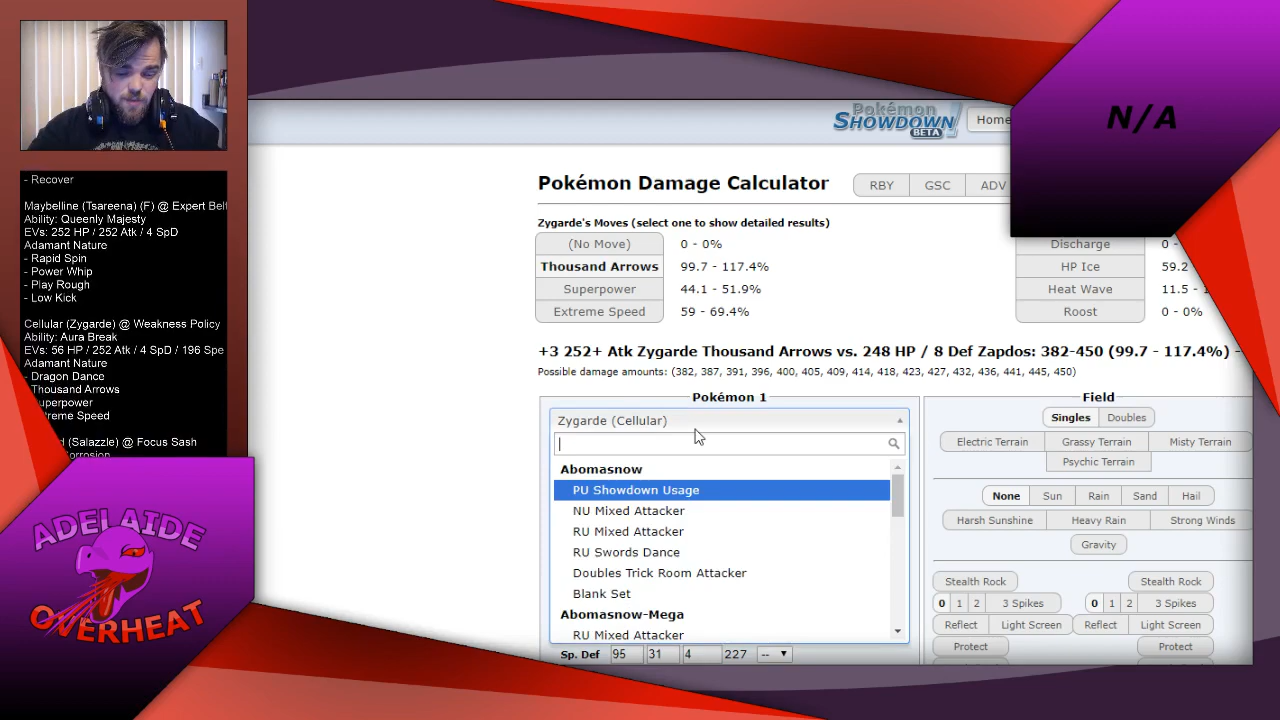 - Recover
Maybelline (Tsareena) (F) @ Expert Belt
Ability: Queenly Majesty
EVs: 252 HP / 252 Atk / 4 SpD
Adamant Nature
- Rapid Spin
- Power Whip
- Play Rough
- Low Kick
Cellular (Zygarde) @ Weakness Policy
Ability: Aura Break
EVs: 56 HP / 252 Atk / 4 SpD / 196 Spe
Adamant Nature
- Dragon Dance
Thousand Arrows
uperpower
treme Speed
(Salazzle) @ Focus Sash
orrosion
ADELAIDE
OVERHEAT
N/A
Pokémon
SHOWDOWN!
BETA
Home
Pokémon Damage Calculator
RBY GSC ADV
Zygarde's Moves (select one to show detailed results)
(No Move) 0 - 0%
Thousand Arrows 99.7 - 117.4%
Superpower 44.1 - 51.9%
Extreme Speed 59 - 69.4%
Discharge 0 -
HP Ice 59.2
Heat Wave 11.5 -
Roost 0 - 0%
+3 252+ Atk Zygarde Thousand Arrows vs. 248 HP / 8 Def Zapdos: 382-450 (99.7 - 117.4%) -
Possible damage amounts: (382, 387, 391, 396, 400, 405, 409, 414, 418, 423, 427, 432, 436, 441, 445, 450)
Pokémon 1
Zygarde (Cellular)
Abomasnow
PU Showdown Usage
NU Mixed Attacker
RU Mixed Attacker
RU Swords Dance
Doubles Trick Room Attacker
Blank Set
Abomasnow-Mega
RU Mixed Attacker
Sp. Def 95 31 4 227 --
Field
Singles Doubles
Electric Terrain Grassy Terrain Misty Terrain
Psychic Terrain
None Sun Rain Sand Hail
Harsh Sunshine Heavy Rain Strong Winds
Gravity
Stealth Rock Stealth Rock
0 1 2 3 Spikes 0 1 2 3 Spikes
Reflect Light Screen Reflect Light Screen
Protect Protect